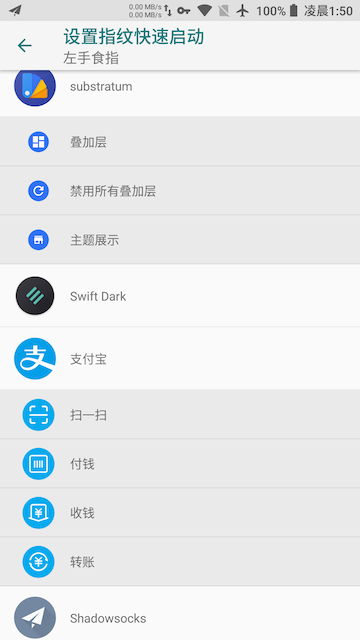 0.00 MB/s
0.00 MB/s
100%
凌晨1:50
设置指纹快速启动
左手食指
substratum
叠加层
禁用所有叠加层
主题展示
Swift Dark
支
支付宝
扫一扫
付钱
收钱
转账
Shadowsocks